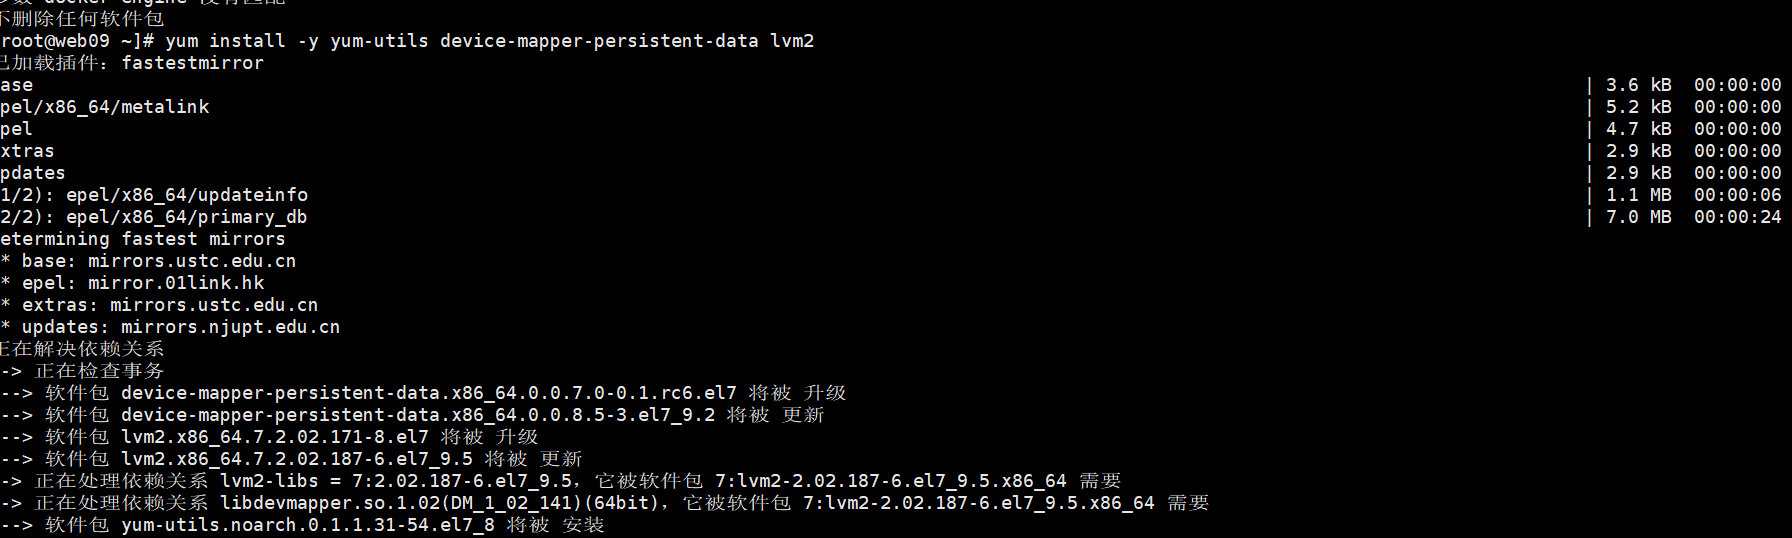 不删除任何软件包
root@web09 ~]# yum install -y yum-utils device-mapper-persistent-data lvm2
已加载插件：fastestmirror
ase | 3.6 kB 00:00:00
pel/x86_64/metalink | 5.2 kB 00:00:00
pel | 4.7 kB 00:00:00
xtras | 2.9 kB 00:00:00
pdates | 2.9 kB 00:00:00
1/2): epel/x86_64/updateinfo | 1.1 MB 00:00:06
2/2): epel/x86_64/primary_db | 7.0 MB 00:00:24
etermining fastest mirrors
* base: mirrors.ustc.edu.cn
* epel: mirror.01link.hk
* extras: mirrors.ustc.edu.cn
* updates: mirrors.njupt.edu.cn
正在解决依赖关系
-> 正在检查事务
--> 软件包 device-mapper-persistent-data.x86_64.0.0.7.0-0.1.rc6.el7 将被 升级
--> 软件包 device-mapper-persistent-data.x86_64.0.0.8.5-3.el7_9.2 将被 更新
--> 软件包 lvm2.x86_64.7.2.02.171-8.el7 将被 升级
--> 软件包 lvm2.x86_64.7.2.02.187-6.el7_9.5 将被 更新
-> 正在处理依赖关系 lvm2-libs = 7:2.02.187-6.el7_9.5，它被软件包 7:lvm2-2.02.187-6.el7_9.5.x86_64 需要
-> 正在处理依赖关系 libdevmapper.so.1.02(DM_1_02_141)(64bit)，它被软件包 7:lvm2-2.02.187-6.el7_9.5.x86_64 需要
--> 软件包 yum-utils.noarch.0.1.1.31-54.el7_8 将被 安装